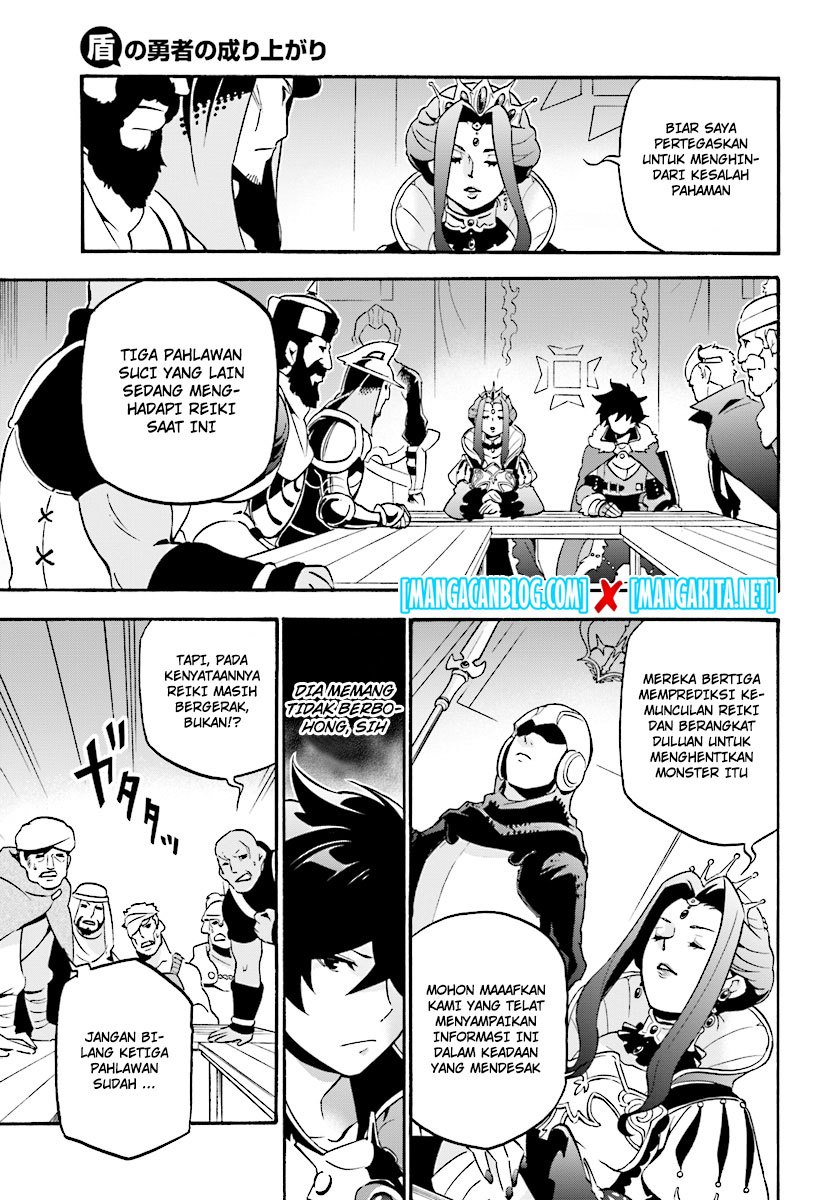 盾の勇者の成り上がり
BIAR SAYA
PERTEGASKAN
UNTUK MENGHIN-
DARI KESALAH
PAHAMAN
TIGA PAHLAWAN
SUCI YANG LAIN
SEDANG MENG-
HADAPI REIKI
SAAT INI
[MANGACANBLOG.COM] X [MANGAKITA.NET]
MEREKA BERTIGA
MEMPREDIKSI KE-
MUNCULAN REIKI
DAN BERANGKAT
DULUAN UNTUK
MENGHENTIKAN
MONSTER ITU
MOHON MAAAFKAN
KAMI YANG TELAT
MENYAMPAIKAN
INFORMASI INI
DALAM KEADAAN
YANG MENDESAK
DIA MEMANG
TIDAK BERBO-
HONG, SIH
TAPI, PADA
KENYATAANNYA
REIKI MASIH
BERGERAK,
BUKAN!?
ガタタタッ
JANGAN BI-
LANG KETIGA
PAHLAWAN
SUDAH ...